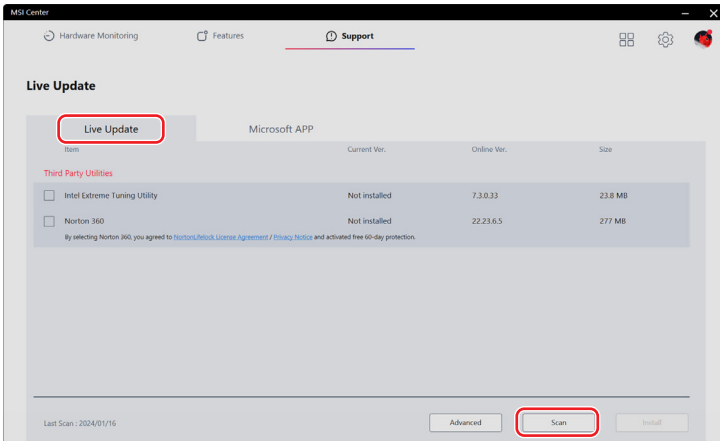 MSI Center
Hardware Monitoring Features Support
Live Update
Live Update Microsoft APP
Item Current Ver. Online Ver. Size
Third Party Utilities
Intel Extreme Tuning Utility Not installed 7.3.0.33 23.8 MB
Norton 360 Not installed 22.23.6.5 277 MB
By selecting Norton 360, you agreed to NortonLifelock License Agreement / Privacy Notice and activated free 60-day protection.
Last Scan : 2024/01/16 Advanced Scan Install